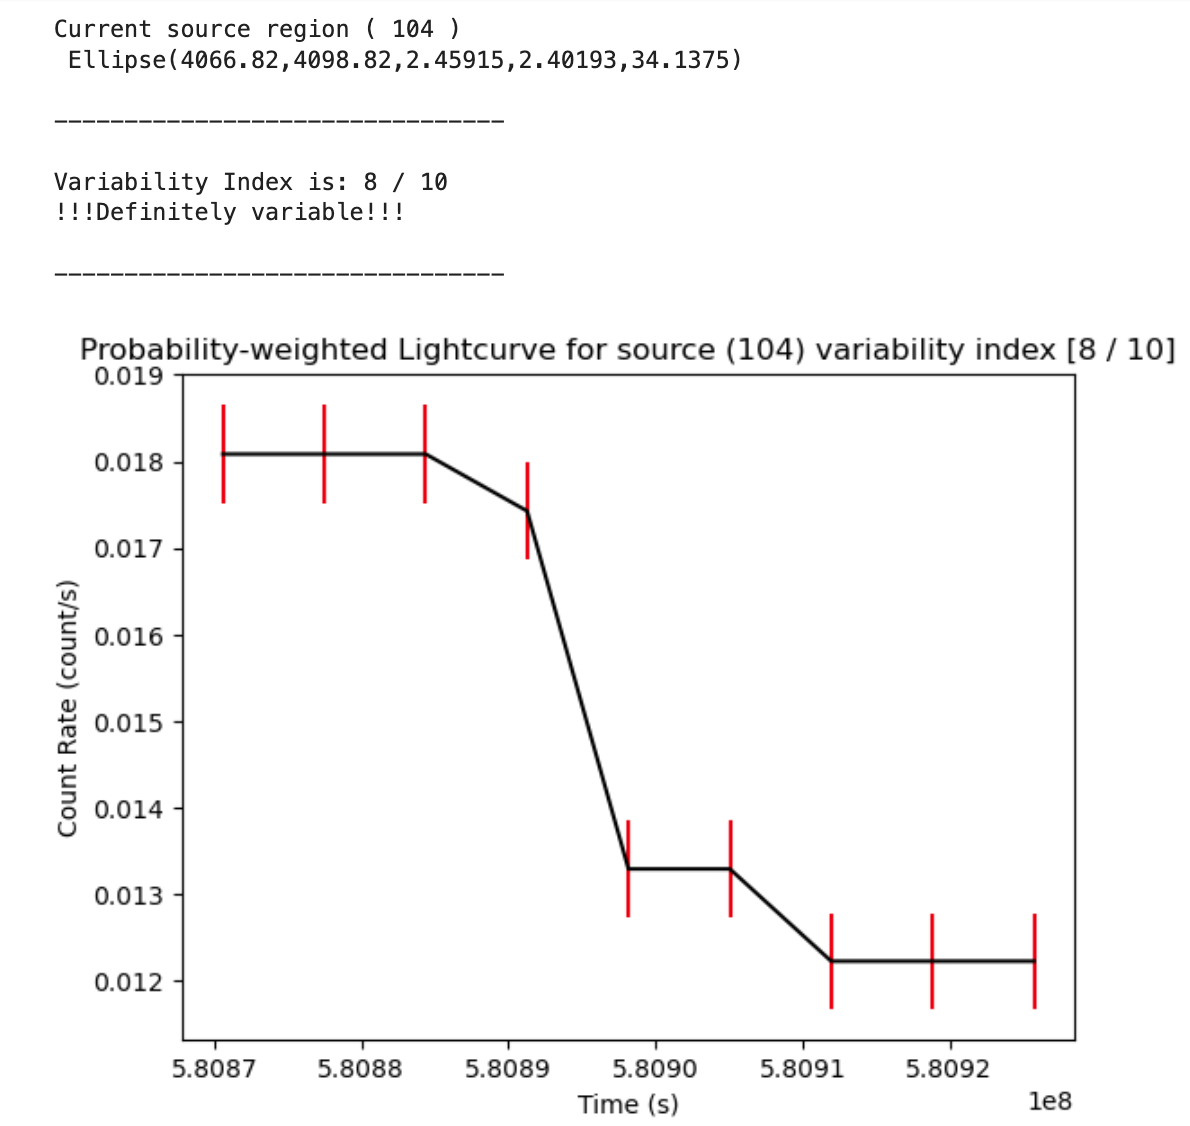 Current source region ( 104 )
Ellipse(4066.82,4098.82,2.45915,2.40193,34.1375)
--------------------------------
Variability Index is: 8 / 10
!!!Definitely variable!!!
--------------------------------
Probability-weighted Lightcurve for source (104) variability index [8 / 10]
0.019
0.018
0.017
0.016
0.015
0.014
0.013
0.012
Count Rate (count/s)
5.8087 5.8088 5.8089 5.8090 5.8091 5.8092
Time (s)
1e8